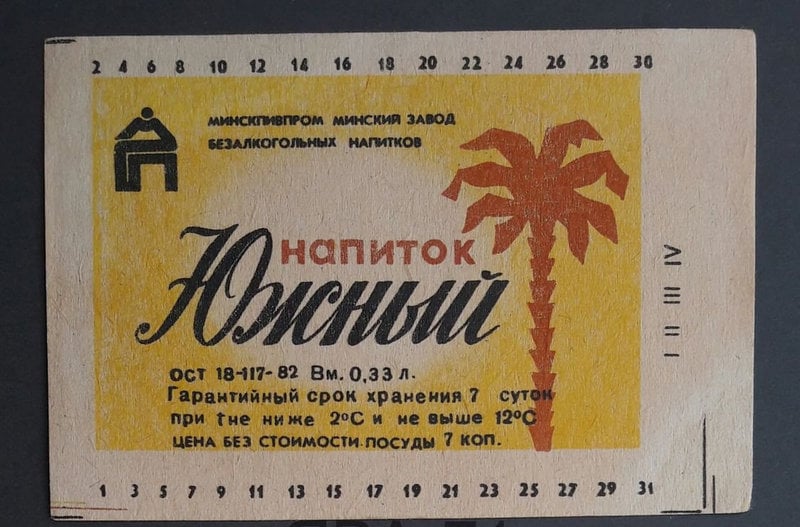 2 4 6 8 10 12 14 16 18 20 22 24 26 28 30
МИНСКПИВПРОМ МИНСКИЙ ЗАВОД
БЕЗАЛКОГОЛЬНЫХ НАПИТКОВ
напиток
Южный
I II III IV
ОСТ 18-117-82 Вм. 0,33 л.
Гарантийный срок хранения 7 суток
при tне ниже 2°С и не выше 12°С
ЦЕНА БЕЗ СТОИМОСТИ ПОСУДЫ 7 КОП.
1 3 5 7 9 11 13 15 17 19 21 23 25 27 29 31